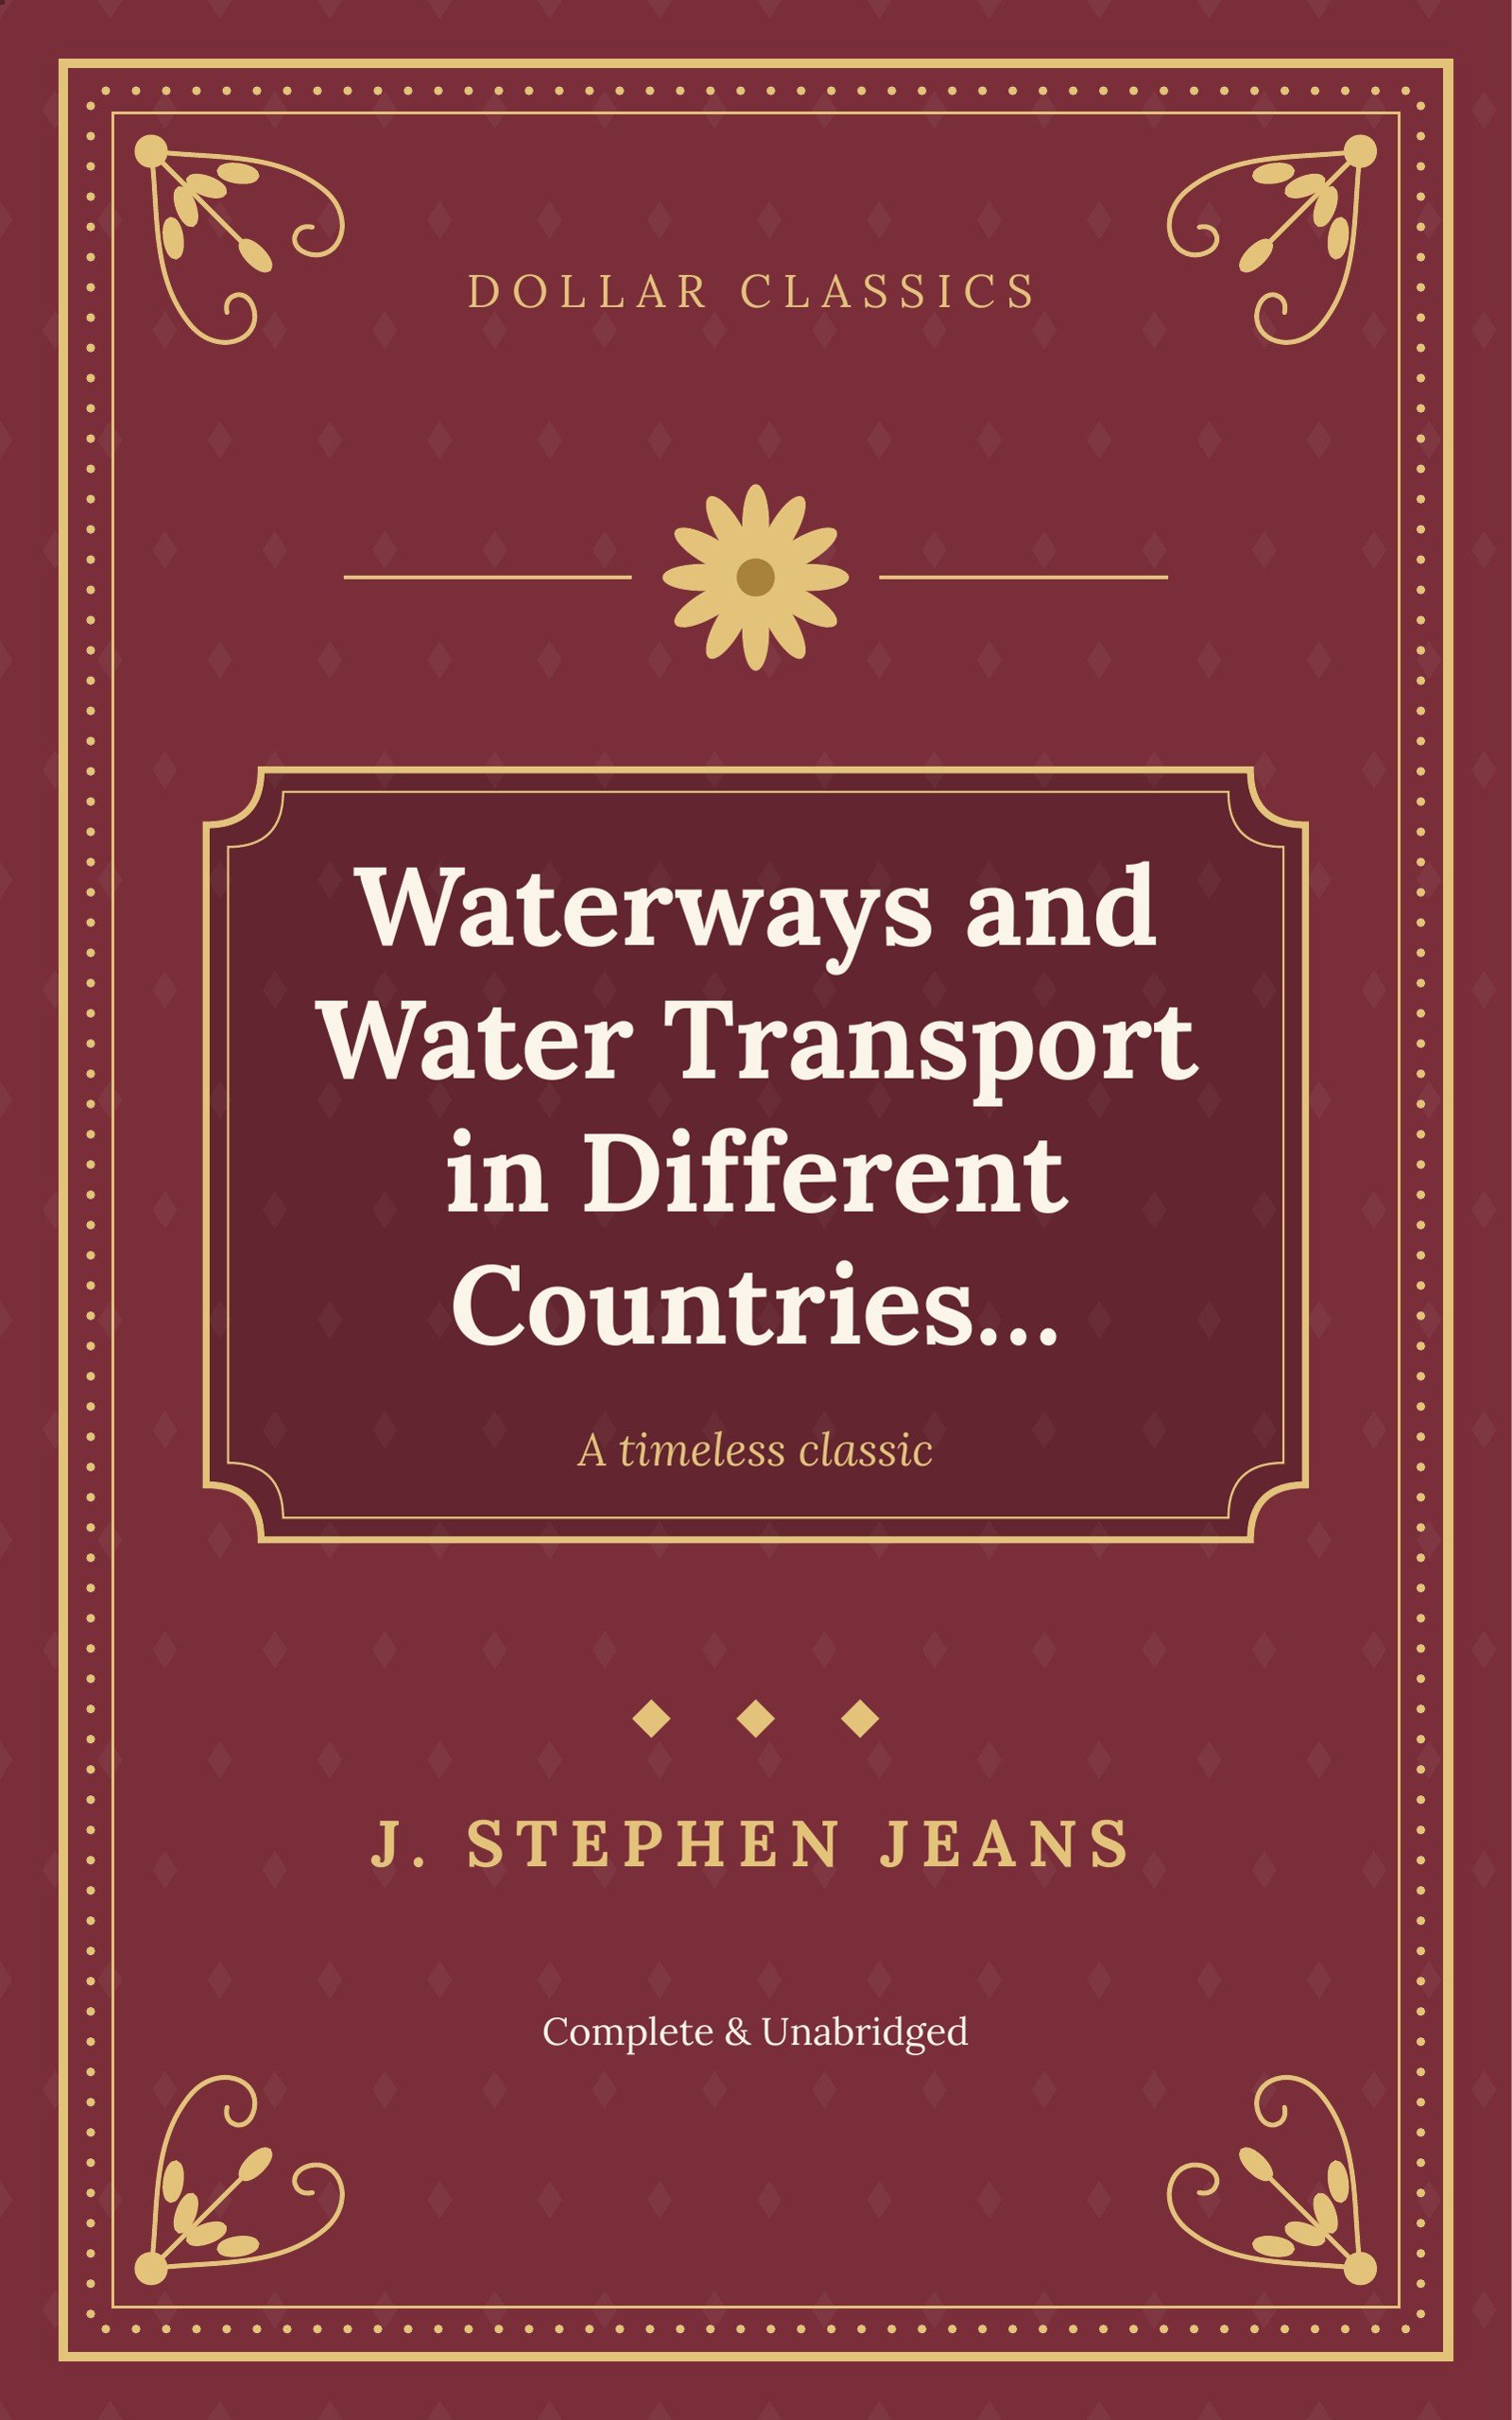 DOLLAR CLASSICS
Waterways and
Water Transport
in Different
Countries...
A timeless classic
J. STEPHEN JEANS
Complete & Unabridged